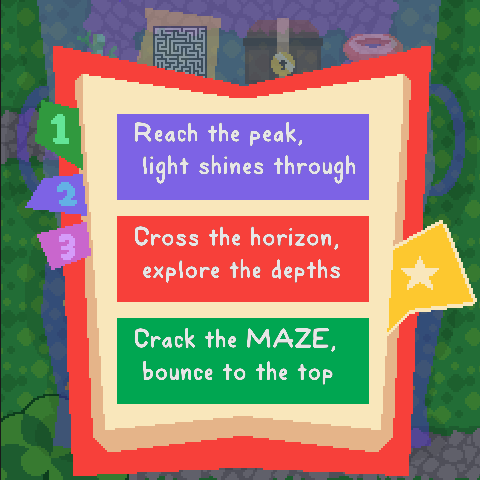 1
2
3
Reach the peak,
light shines through
Cross the horizon,
explore the depths
Crack the MAZE,
bounce to the top